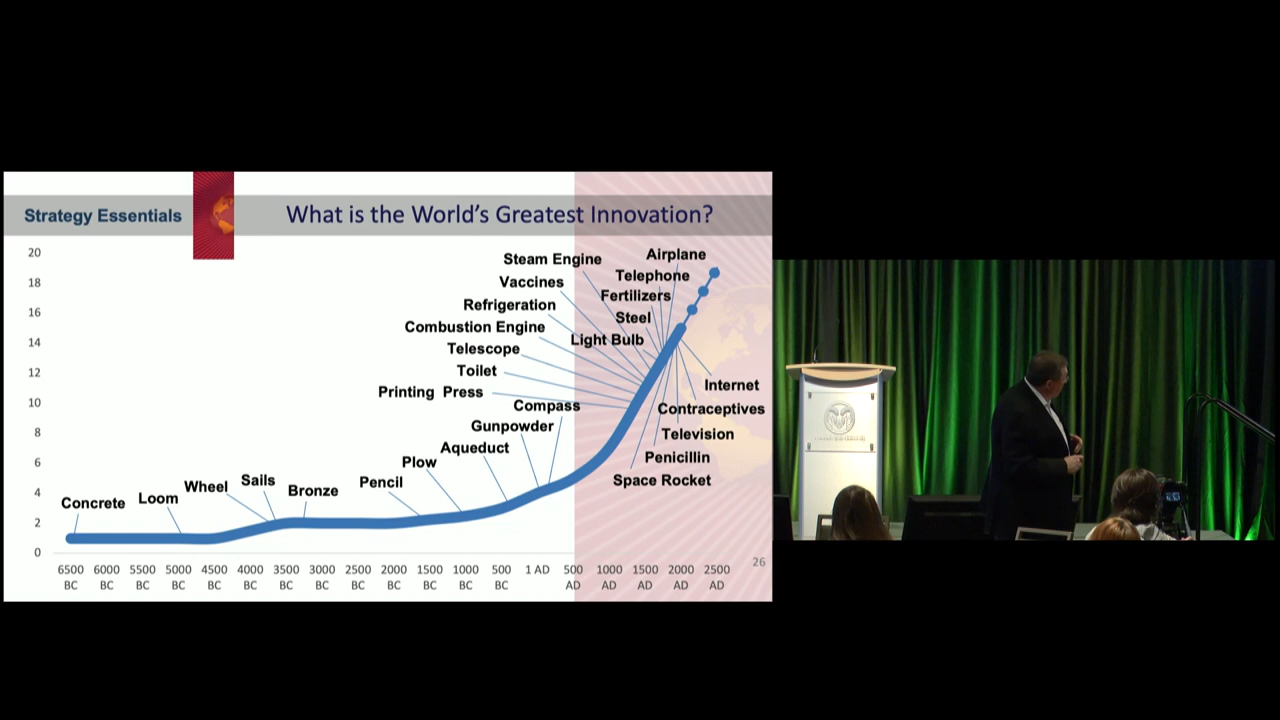 Strategy Essentials
What is the World's Greatest Innovation?
20
18
16
14
12
10
8
6
4
2
0
Steam Engine
Airplane
Vaccines
Telephone
Refrigeration
Fertilizers
Combustion Engine
Steel
Telescope
Light Bulb
Toilet
Printing Press
Internet
Compass
Contraceptives
Gunpowder
Television
Aqueduct
Penicillin
Plow
Space Rocket
Pencil
Bronze
Sails
Wheel
Loom
Concrete
6500 BC
6000 BC
5500 BC
5000 BC
4500 BC
4000 BC
3500 BC
3000 BC
2500 BC
2000 BC
1500 BC
1000 BC
500 BC
1 AD
500 AD
1000 AD
1500 AD
2000 AD
2500 AD
26